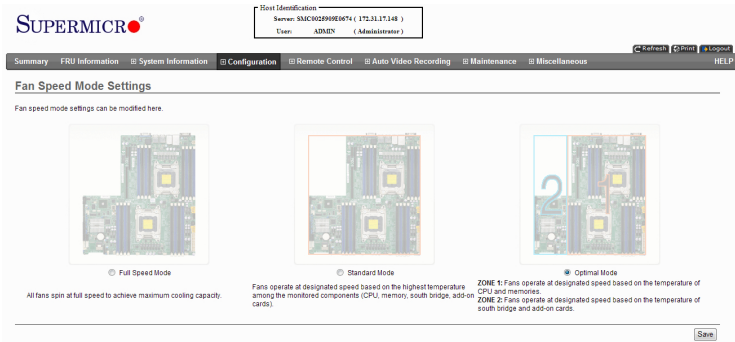 Host Identification
SUPERMICR®
Server: SMC0025909E0674 ( 172.31.17.148 )
User: ADMIN ( Administrator )
Refresh Print Logout
Summary FRU Information System Information Configuration Remote Control Auto Video Recording Maintenance Miscellaneous HELP
Fan Speed Mode Settings
Fan speed mode settings can be modified here.
2 1
Full Speed Mode Standard Mode Optimal Mode
All fans spin at full speed to achieve maximum cooling capacity.
Fans operate at designated speed based on the highest temperature
among the monitored components (CPU, memory, south bridge, add-on
cards).
ZONE 1: Fans operate at designated speed based on the temperature of
CPU and memories.
ZONE 2: Fans operate at designated speed based on the temperature of
south bridge and add-on cards.
Save